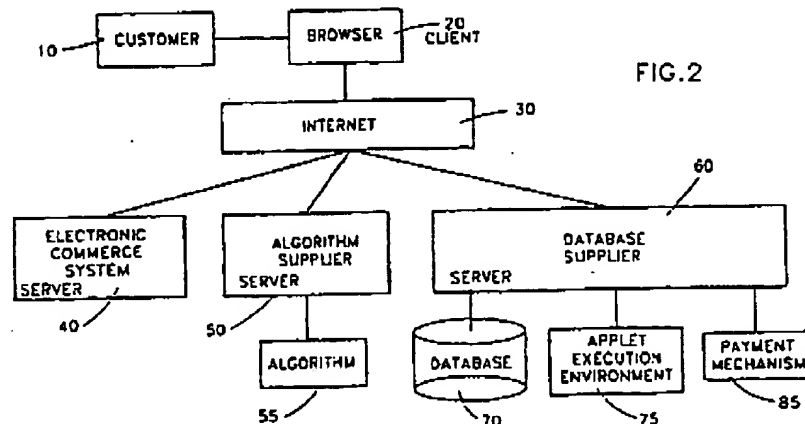 20
CUSTOMER
BROWSER
CLIENT
10
FIG.2
30
INTERNET
60
ELECTRONIC
COMMERCE
SYSTEM
SERVER
ALGORITHM
SUPPLIER
SERVER
DATABASE
SUPPLIER
SERVER
40
50
ALGORITHM
DATABASE
APPLET
EXECUTION
ENVIRONMENT
PAYMENT
MECHANISM
55
70
75
85